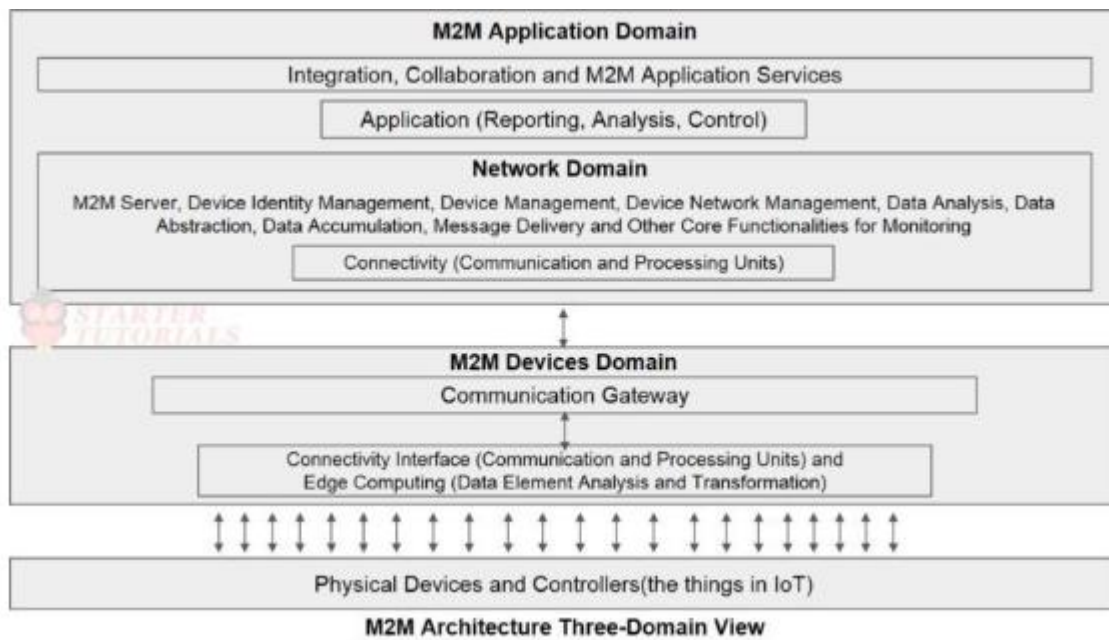 M2M Application Domain
Integration, Collaboration and M2M Application Services
Application (Reporting, Analysis, Control)
Network Domain
M2M Server, Device Identity Management, Device Management, Device Network Management, Data Analysis, Data
Abstraction, Data Accumulation, Message Delivery and Other Core Functionalities for Monitoring
Connectivity (Communication and Processing Units)
STARTER
TUTORIALS
M2M Devices Domain
Communication Gateway
Connectivity Interface (Communication and Processing Units) and
Edge Computing (Data Element Analysis and Transformation)
Physical Devices and Controllers(the things in IoT)
M2M Architecture Three-Domain View